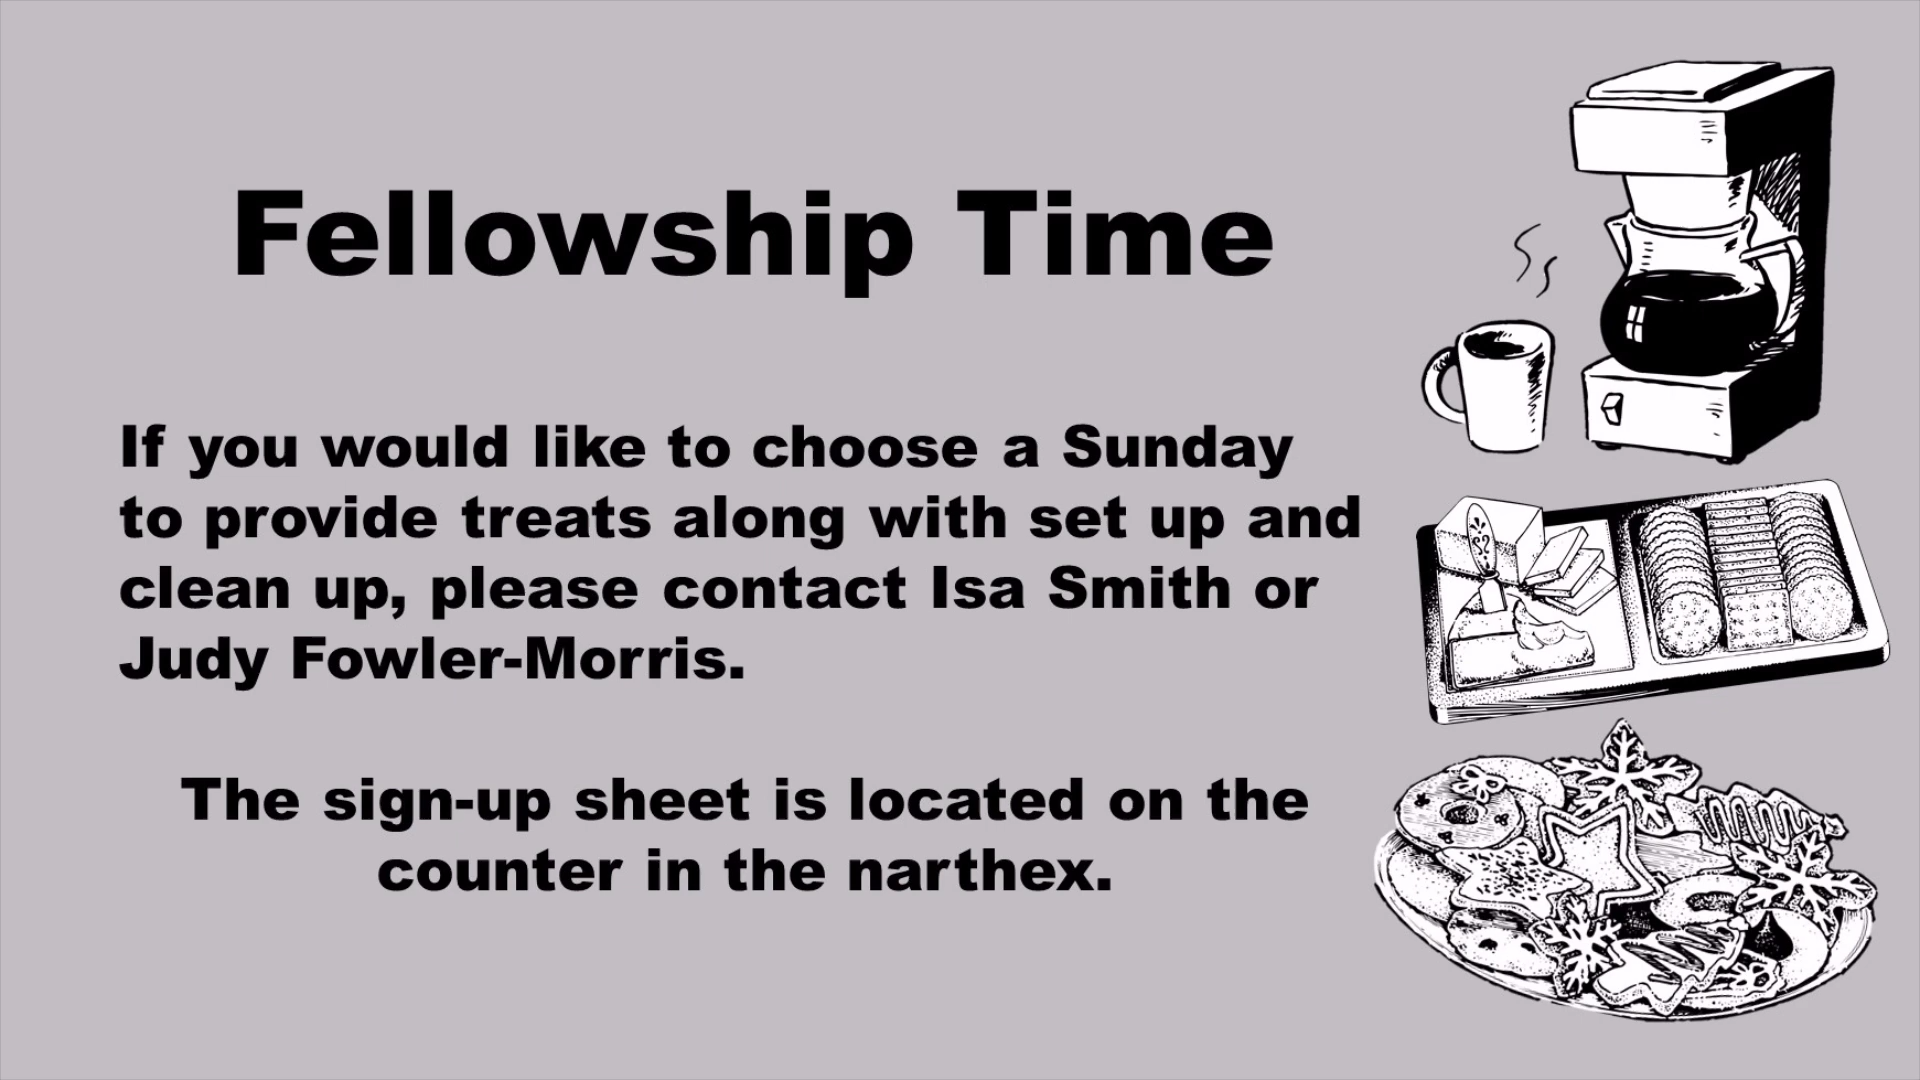 Fellowship Time
If you would like to choose a Sunday
to provide treats along with set up and
clean up, please contact Isa Smith or
Judy Fowler-Morris.
The sign-up sheet is located on the
counter in the narthex.